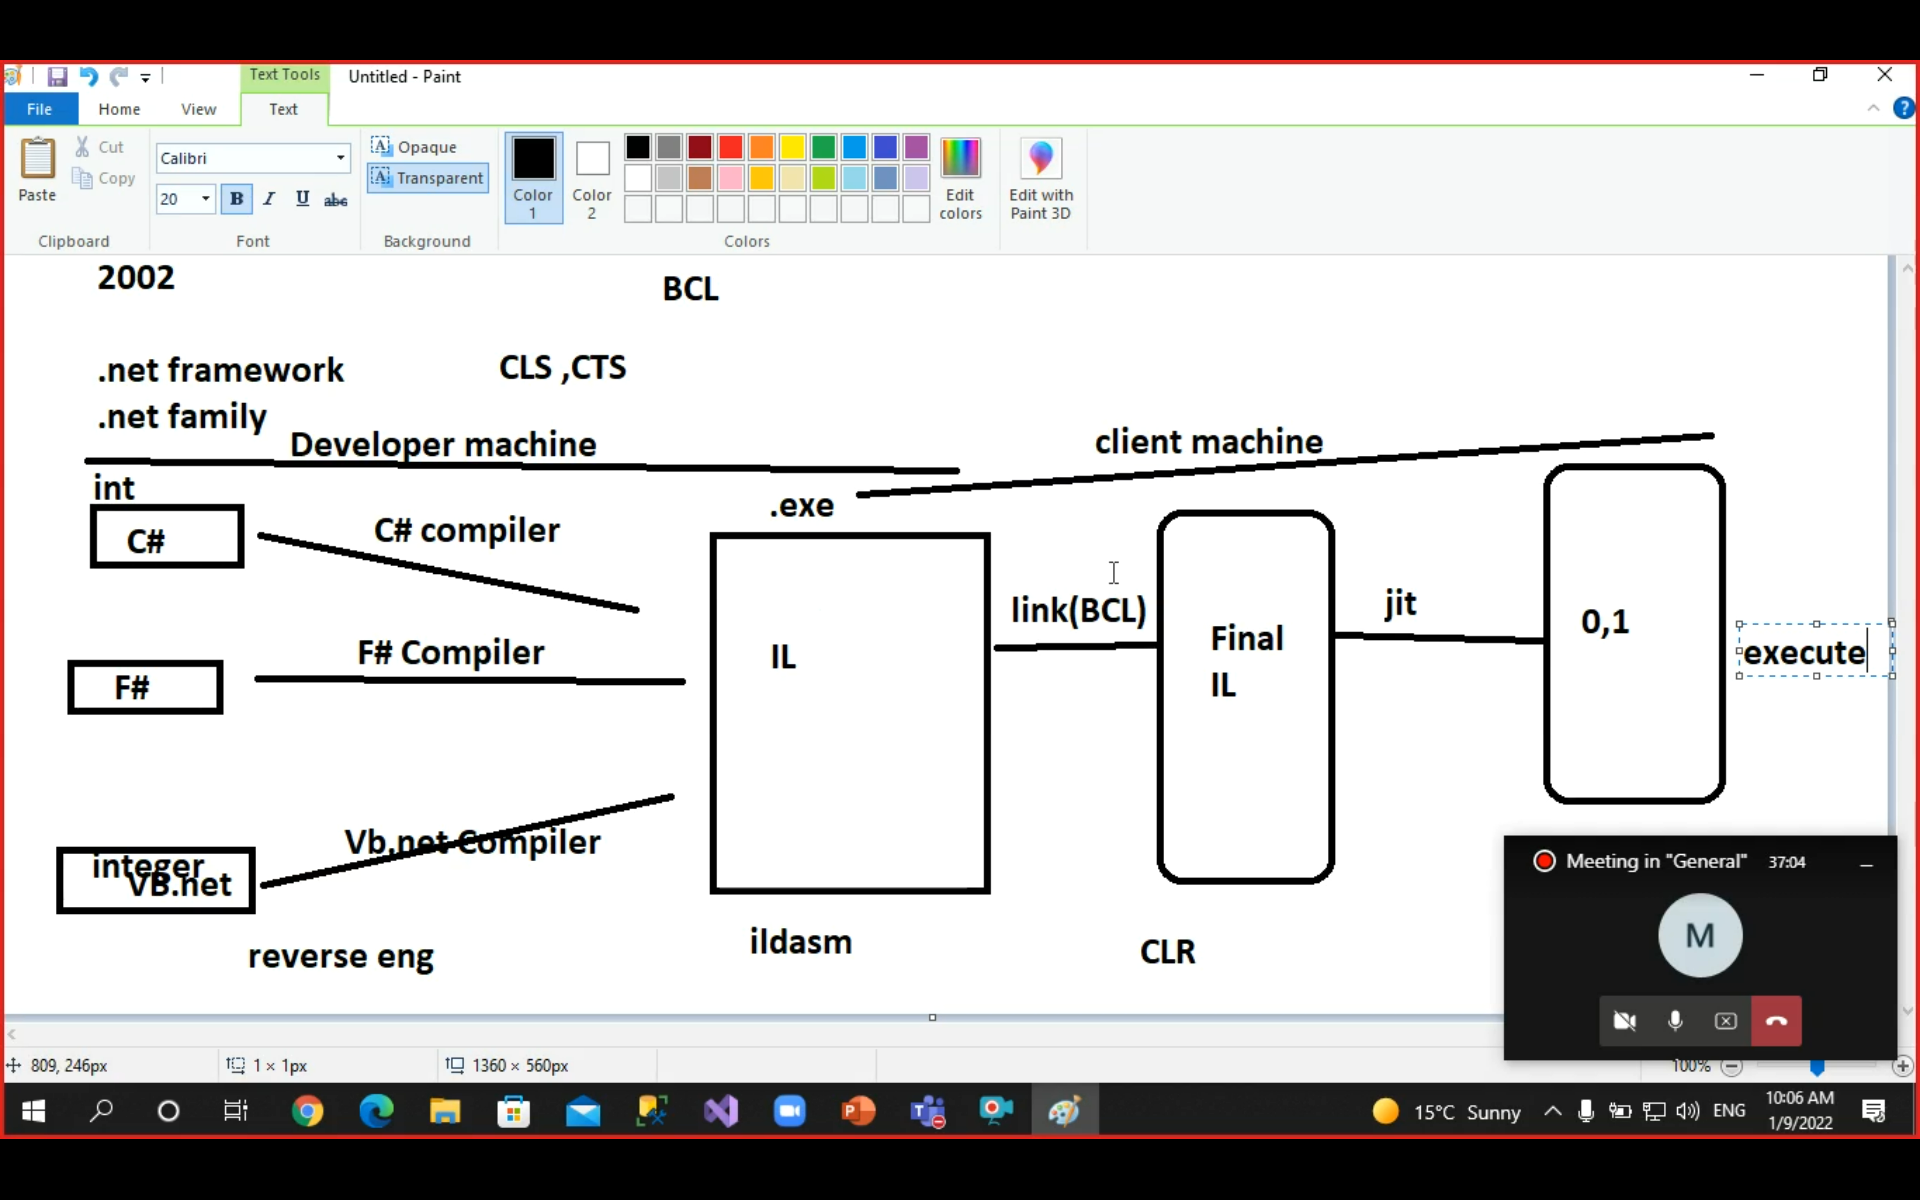 Text Tools
Untitled - Paint
File
Home
View
Text
Paste
Cut
Copy
Clipboard
Calibri
20
B I U abc
Font
Opaque
Transparent
Background
Color
1
Color
2
Colors
Edit
colors
Edit with
Paint 3D
2002
BCL
.net framework
CLS ,CTS
.net family
Developer machine
client machine
int
.exe
C#
C# compiler
link(BCL)
jit
0,1
F# Compiler
F#
IL
Final
IL
execute
Vb.net Compiler
integer
VB.net
reverse eng
ildasm
CLR
Meeting in "General" 37:04
M
809, 246px
1 × 1px
1360 × 560px
100%
15°C Sunny
ENG
10:06 AM
1/9/2022